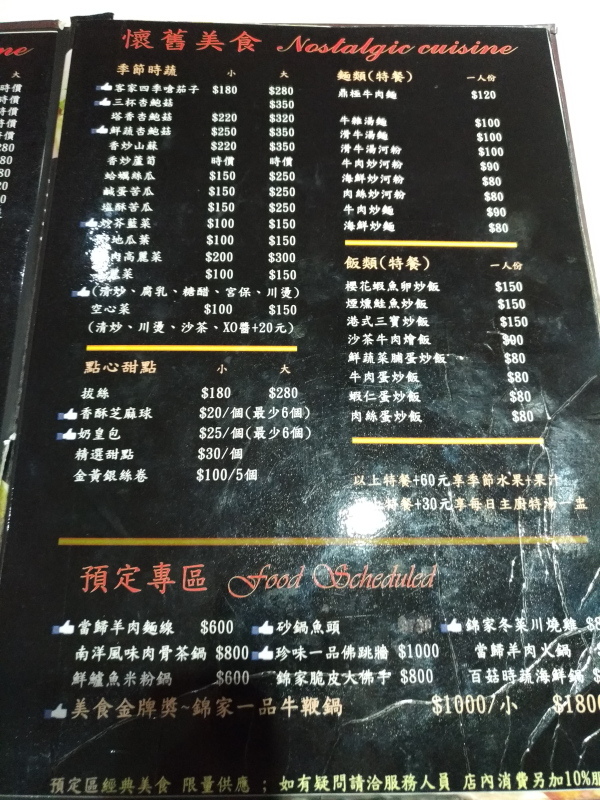 懷舊美食 Nostalgic cuisine
季節時蔬 小 大
客家四季嗆茄子 $180 $280
三杯杏鮑菇 $350
塔香杏鮑菇 $220 $320
鮮蔬杏鮑菇 $250 $350
香炒山蘇 $220 $350
香炒蘆筍 時價 時價
蛤蠣絲瓜 $150 $250
鹹蛋苦瓜 $150 $250
塩酥苦瓜 $150 $250
炒芥藍菜 $100 $150
地瓜葉 $100 $150
肉高麗菜 $200 $300
菜 $100 $150
(清炒、腐乳、糖醋、宮保、川燙)
空心菜 $100 $150
(清炒、川燙、沙茶、XO醬+20元)
點心甜點 小 大
拔絲 $180 $280
香酥芝麻球 $20/個(最少6個)
奶皇包 $25/個(最少6個)
精選甜點 $30/個
金黃銀絲卷 $100/5個
麵類(特餐) 一人份
鼎極牛肉麵 $120
牛雜湯麵 $100
滑牛湯麵 $100
滑牛湯河粉 $100
牛肉炒河粉 $90
海鮮炒河粉 $80
肉絲炒河粉 $80
牛肉炒麵 $90
海鮮炒麵 $80
飯類(特餐) 一人份
櫻花蝦魚卵炒飯 $150
煙燻鮭魚炒飯 $150
港式三寶炒飯 $150
沙茶牛肉燴飯 $90
鮮蔬菜脯蛋炒飯 $80
牛肉蛋炒飯 $80
蝦仁蛋炒飯 $80
肉絲蛋炒飯 $80
以上特餐+60元享季節水果+果汁
上特餐+30元享每日主廚特湯一盅
預定專區 Food Scheduled
當歸羊肉麵線 $600 砂鍋魚頭 錦家冬菜川燒雞
南洋風味肉骨茶鍋 $800 珍味一品佛跳牆 $1000 當歸羊肉火鍋
鮮鱸魚米粉鍋 $600 錦家脆皮大佛手 $800 百菇時蔬海鮮鍋
美食金牌獎~錦家一品牛鞭鍋 $1000/小 $1800
預定區經典美食 限量供應 ; 如有疑問請洽服務人員 店內消費另加10%服